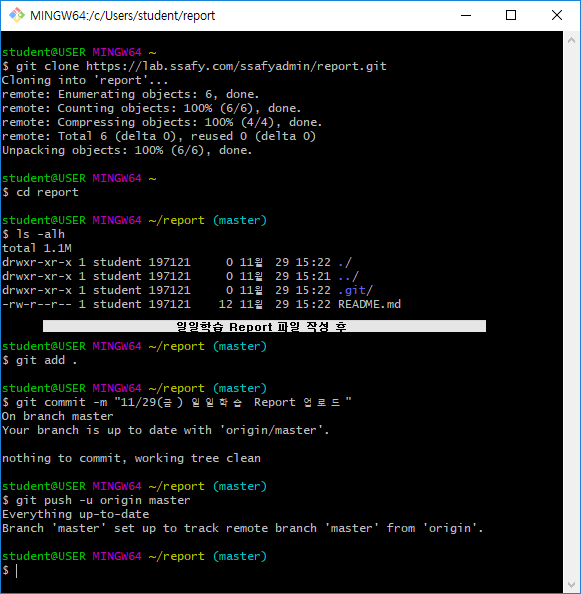 MINGW64:/c/Users/student/report
student@USER MINGW64 ~
$ git clone https://lab.ssafy.com/ssafyadmin/report.git
Cloning into 'report'...
remote: Enumerating objects: 6, done.
remote: Counting objects: 100% (6/6), done.
remote: Compressing objects: 100% (4/4), done.
remote: Total 6 (delta 0), reused 0 (delta 0)
Unpacking objects: 100% (6/6), done.
student@USER MINGW64 ~
$ cd report
student@USER MINGW64 ~/report (master)
$ ls -alh
total 1.1M
drwxr-xr-x 1 student 197121 0 11월 29 15:22 ./
drwxr-xr-x 1 student 197121 0 11월 29 15:21 ../
drwxr-xr-x 1 student 197121 0 11월 29 15:22 .git/
-rw-r--r-- 1 student 197121 12 11월 29 15:22 README.md
일일학습 Report 파일 작성 후
student@USER MINGW64 ~/report (master)
$ git add .
student@USER MINGW64 ~/report (master)
$ git commit -m "11/29(금) 일일학습 Report 업로드"
On branch master
Your branch is up to date with 'origin/master'.
nothing to commit, working tree clean
student@USER MINGW64 ~/report (master)
$ git push -u origin master
Everything up-to-date
Branch 'master' set up to track remote branch 'master' from 'origin'.
student@USER MINGW64 ~/report (master)
$